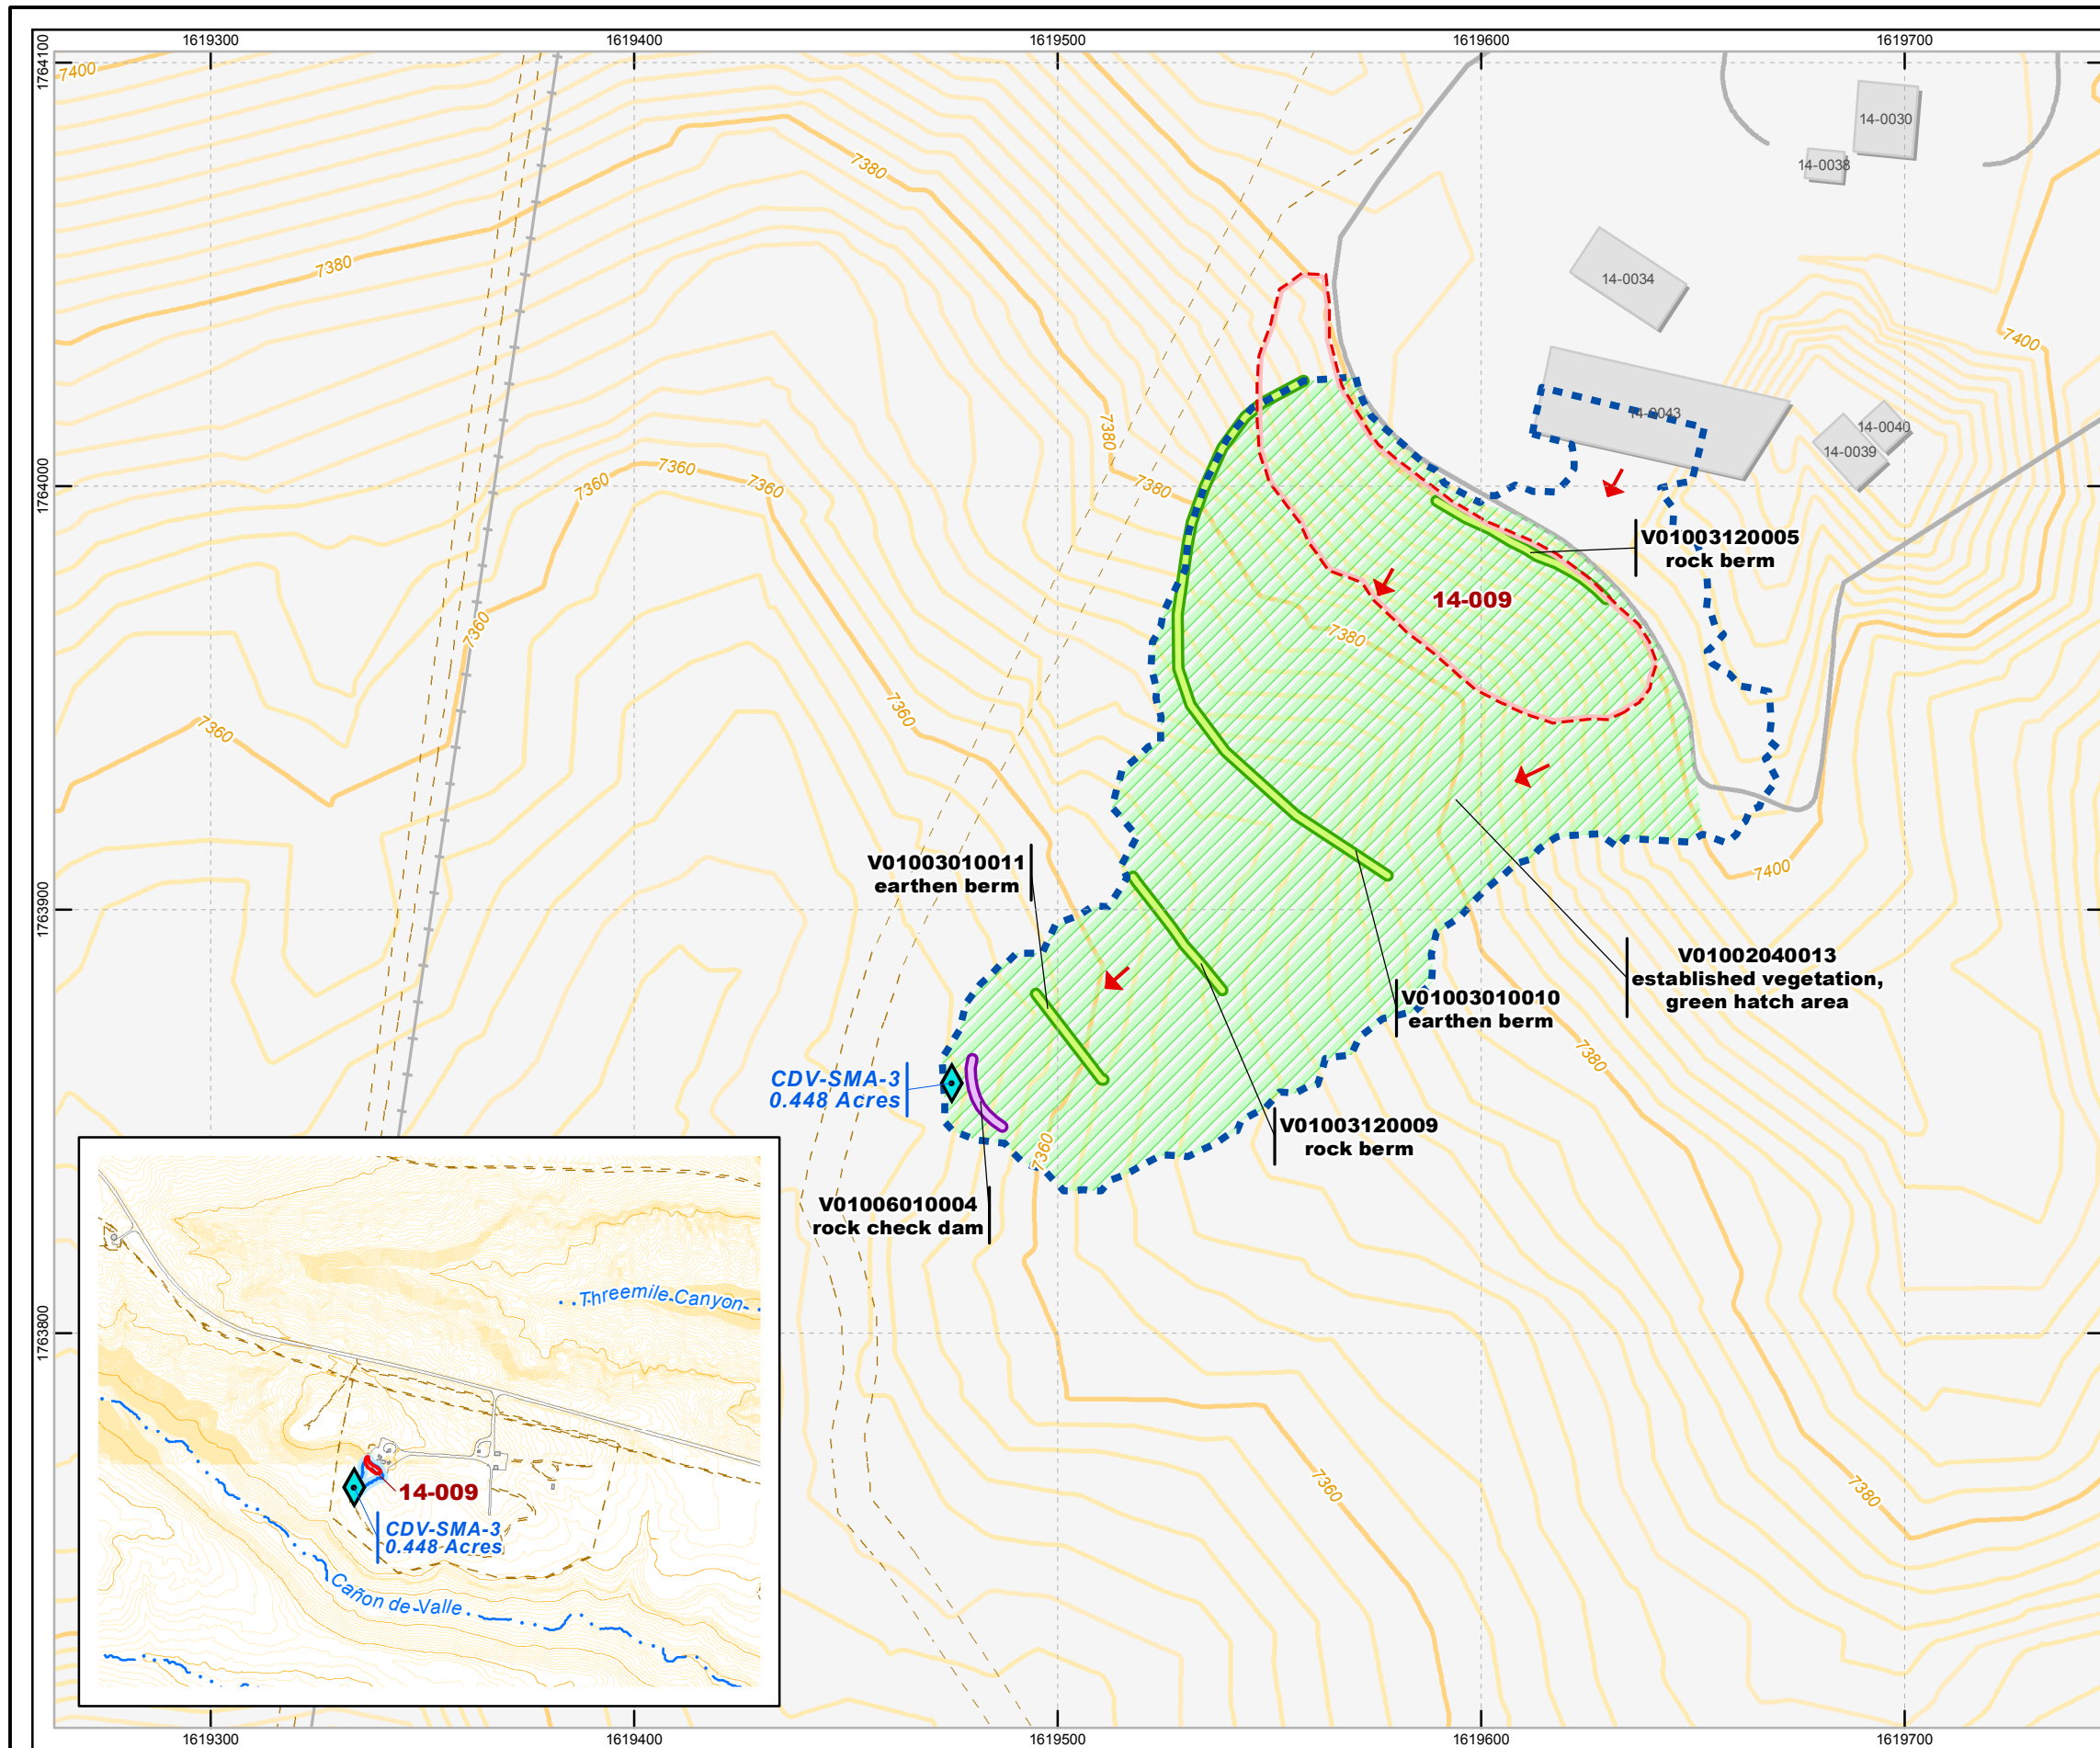 1619300
1619400
1619500
1619600
1619700
1764100
1764000
1763900
1763800
7400
7380
7380
14-0030
14-0038
14-0034
7400
14-0043
14-0040
14-0039
7380
7380
7360
7360
7360
V01003120005
rock berm
14-009
7380
7360
7360
7360
V01003010011
earthen berm
7400
V01002040013
established vegetation,
green hatch area
V01003010010
earthen berm
7380
CDV-SMA-3
0.448 Acres
V01003120009
rock berm
7360
V01006010004
rock check dam
7360
7380
Threemile Canyon
14-009
CDV-SMA-3
0.448 Acres
Cañon de Valle
1619300
1619400
1619500
1619600
1619700